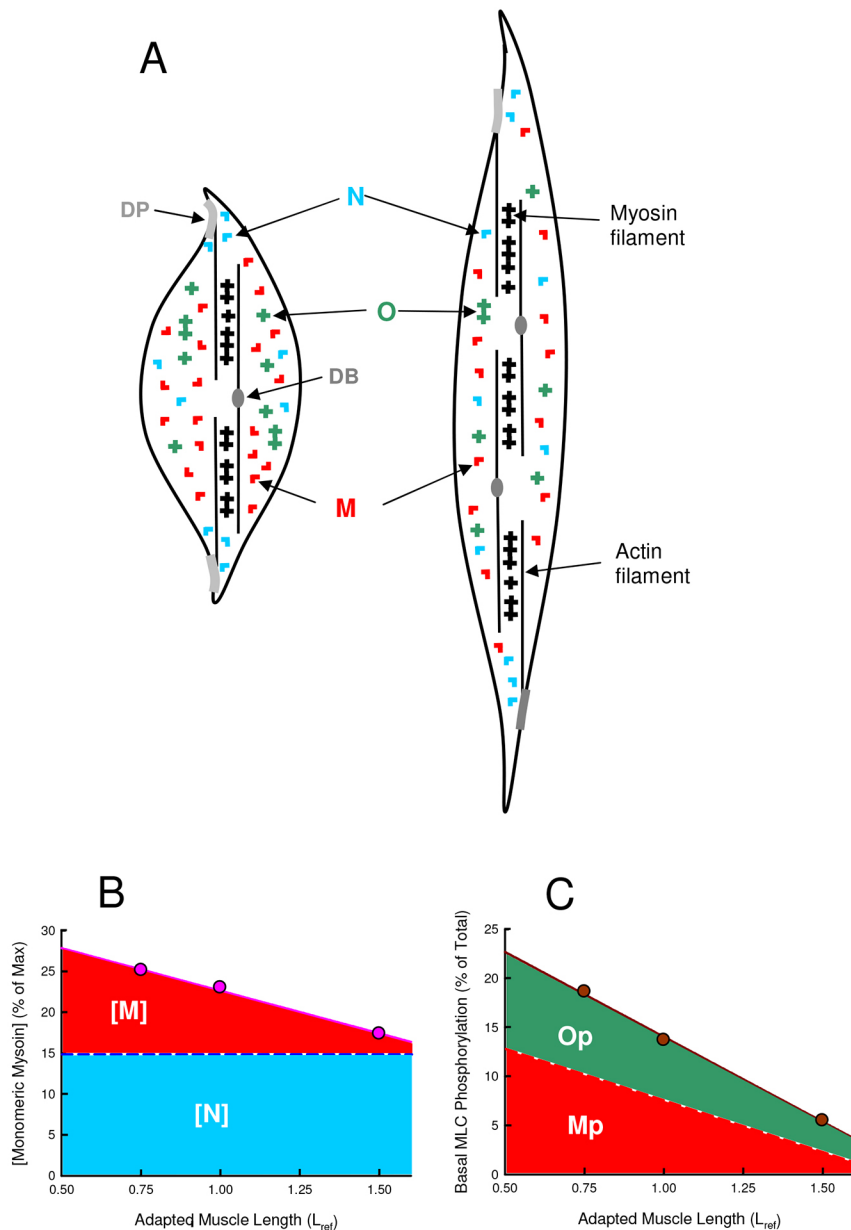 A
DP
N
Myosin
filament
O
DB
M
Actin
filament
B
C
[Monomeric Mysoin] (% of Max)
30
25
20
15
10
5
0
[M]
[N]
0.50
0.75
1.00
1.25
1.50
Adapted Muscle Length (Lref)
Basal MLC Phosphorylation (% of Total)
25
20
15
10
5
0
Op
Mp
0.50
0.75
1.00
1.25
1.50
Adapted Muscle Length (Lref)